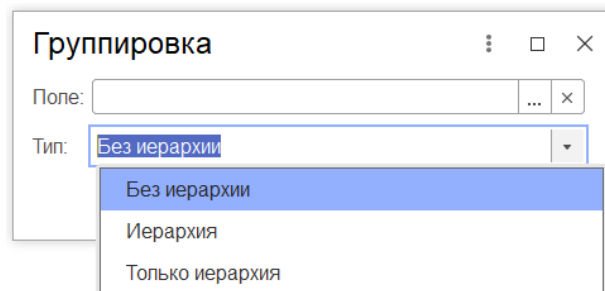 Группировка
Поле: ...
Тип: Без иерархии
Без иерархии
Иерархия
Только иерархия